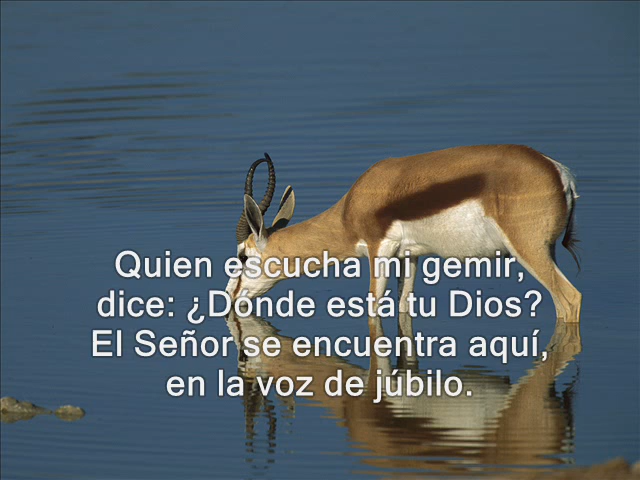 Quien escucha mi gemir,
dice: ¿Dónde está tu Dios?
El Señor se encuentra aquí,
en la voz de júbilo.